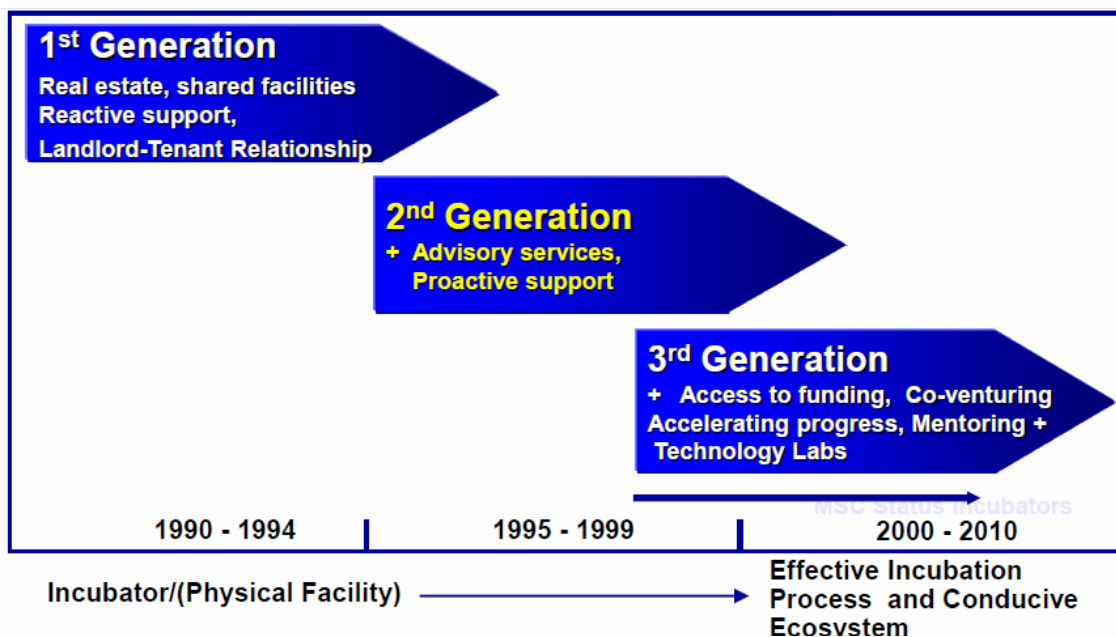 1st Generation
Real estate, shared facilities
Reactive support,
Landlord-Tenant Relationship
2nd Generation
+ Advisory services,
Proactive support
3rd Generation
+ Access to funding, Co-venturing
Accelerating progress, Mentoring +
Technology Labs
MSC Status Incubators
1990 - 1994
1995 - 1999
2000 - 2010
Incubator/(Physical Facility)
Effective Incubation
Process and Conducive
Ecosystem